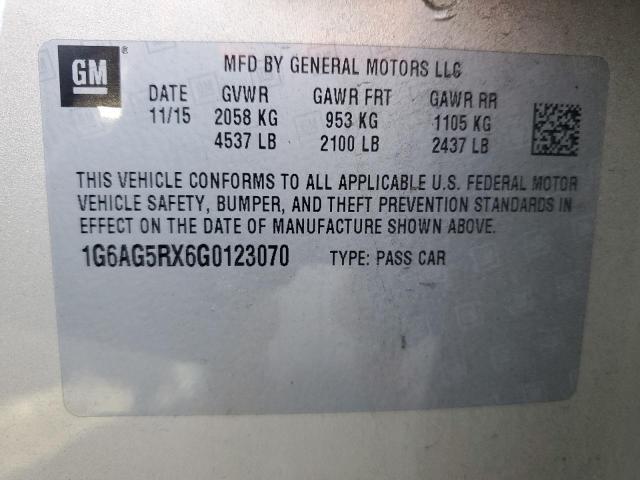 GM ®
MFD BY GENERAL MOTORS LLC
DATE GVWR GAWR FRT GAWR RR
11/15 2058 KG 953 KG 1105 KG
4537 LB 2100 LB 2437 LB
THIS VEHICLE CONFORMS TO ALL APPLICABLE U.S. FEDERAL MOTOR
VEHICLE SAFETY, BUMPER, AND THEFT PREVENTION STANDARDS IN
EFFECT ON THE DATE OF MANUFACTURE SHOWN ABOVE.
1G6AG5RX6G0123070 TYPE: PASS CAR